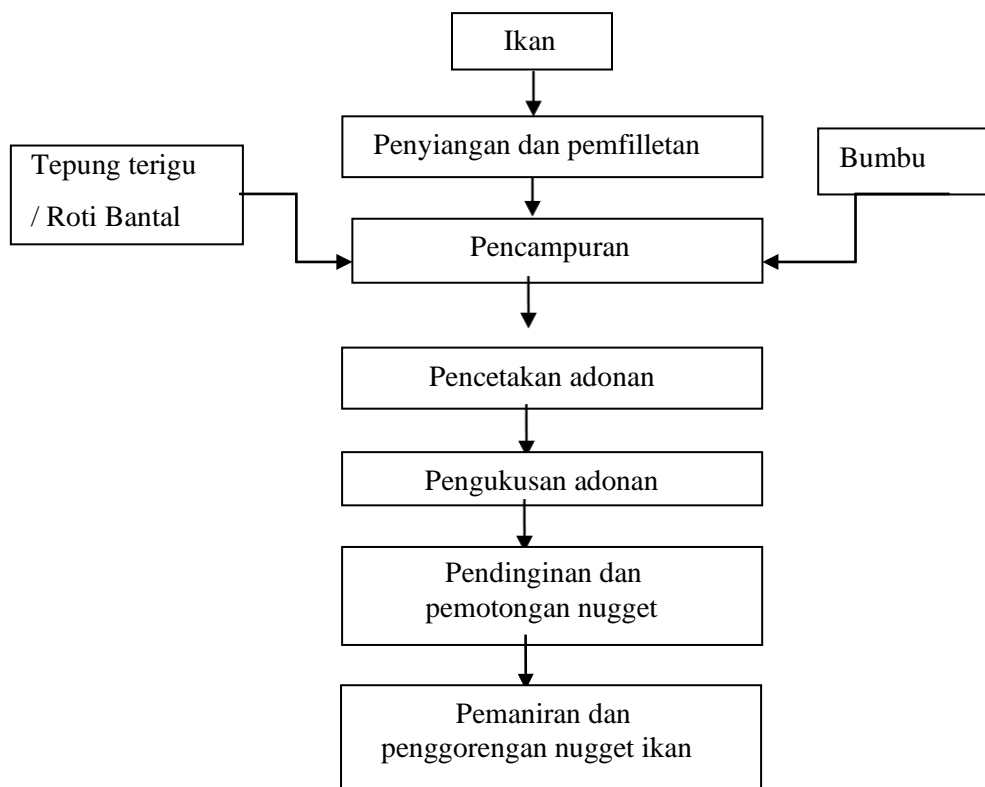 Ikan
Penyiangan dan pemfilletan
Tepung terigu
/ Roti Bantal
Bumbu
Pencampuran
Pencetakan adonan
Pengukusan adonan
Pendinginan dan
pemotongan nugget
Pemaniran dan
penggorengan nugget ikan